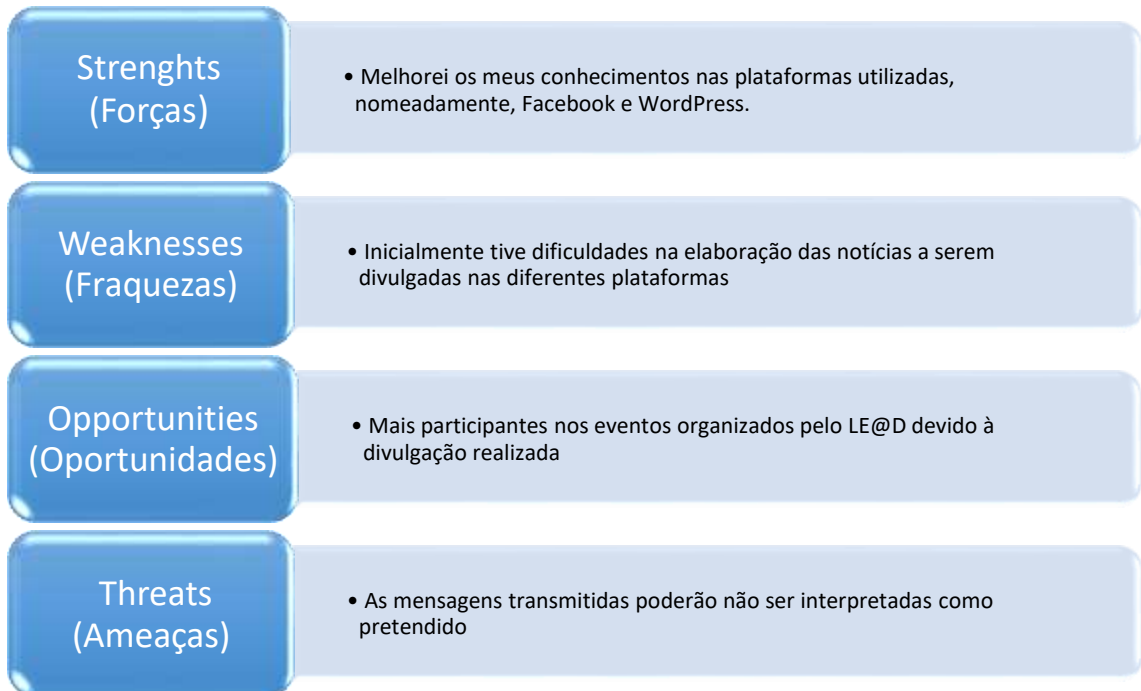 Strenghts
(Forças)
• Melhorei os meus conhecimentos nas plataformas utilizadas,
nomeadamente, Facebook e WordPress.
Weaknesses
(Fraquezas)
• Inicialmente tive dificuldades na elaboração das notícias a serem
divulgadas nas diferentes plataformas
Opportunities
(Oportunidades)
• Mais participantes nos eventos organizados pelo LE@D devido à
divulgação realizada
Threats
(Ameaças)
• As mensagens transmitidas poderão não ser interpretadas como
pretendido